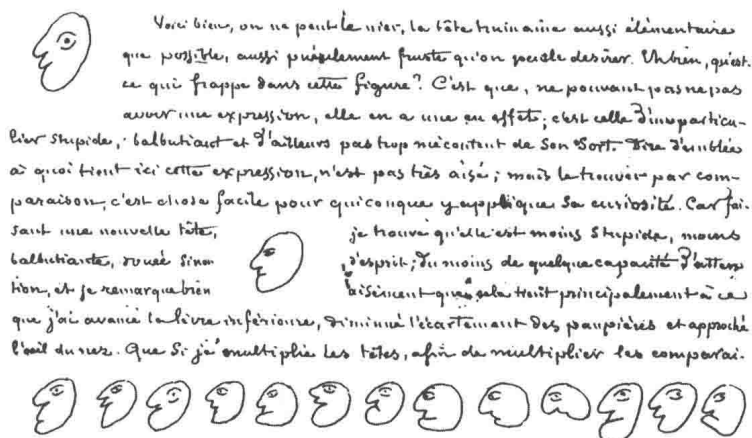 Voici bien, on ne peut le nier, la tête humaine aussi élémentaire
que possible, aussi puérilement fruste qu'on puisse desirer. Eh bien, qu'est-
ce qui frappe dans cette figure? C'est que, ne pouvant pas ne pas
avoir une expression, elle en a une en effet; c'est celle d'un particu-
lier stupide, balbutiant et d'ailleurs pas trop mécontent de son sort. Dire d'emblée
à quoi tient ici cette expression, n'est pas très aisé; mais la trouver par com-
paraison, c'est chose facile pour quiconque y applique sa curiosité. Car fai-
sant une nouvelle tête, je trouve qu'elle est moins stupide, moins
balbutiante, douée sinon d'esprit, du moins de quelque capacité d'atten
tion, et je remarque bien aisément que cela tient principalement à ce
que j'ai avancé la lèvre inférieure, diminué l'écartement des paupières et approché
l'œil du nez. Que si je multiplie les têtes, afin de multiplier les comparai-